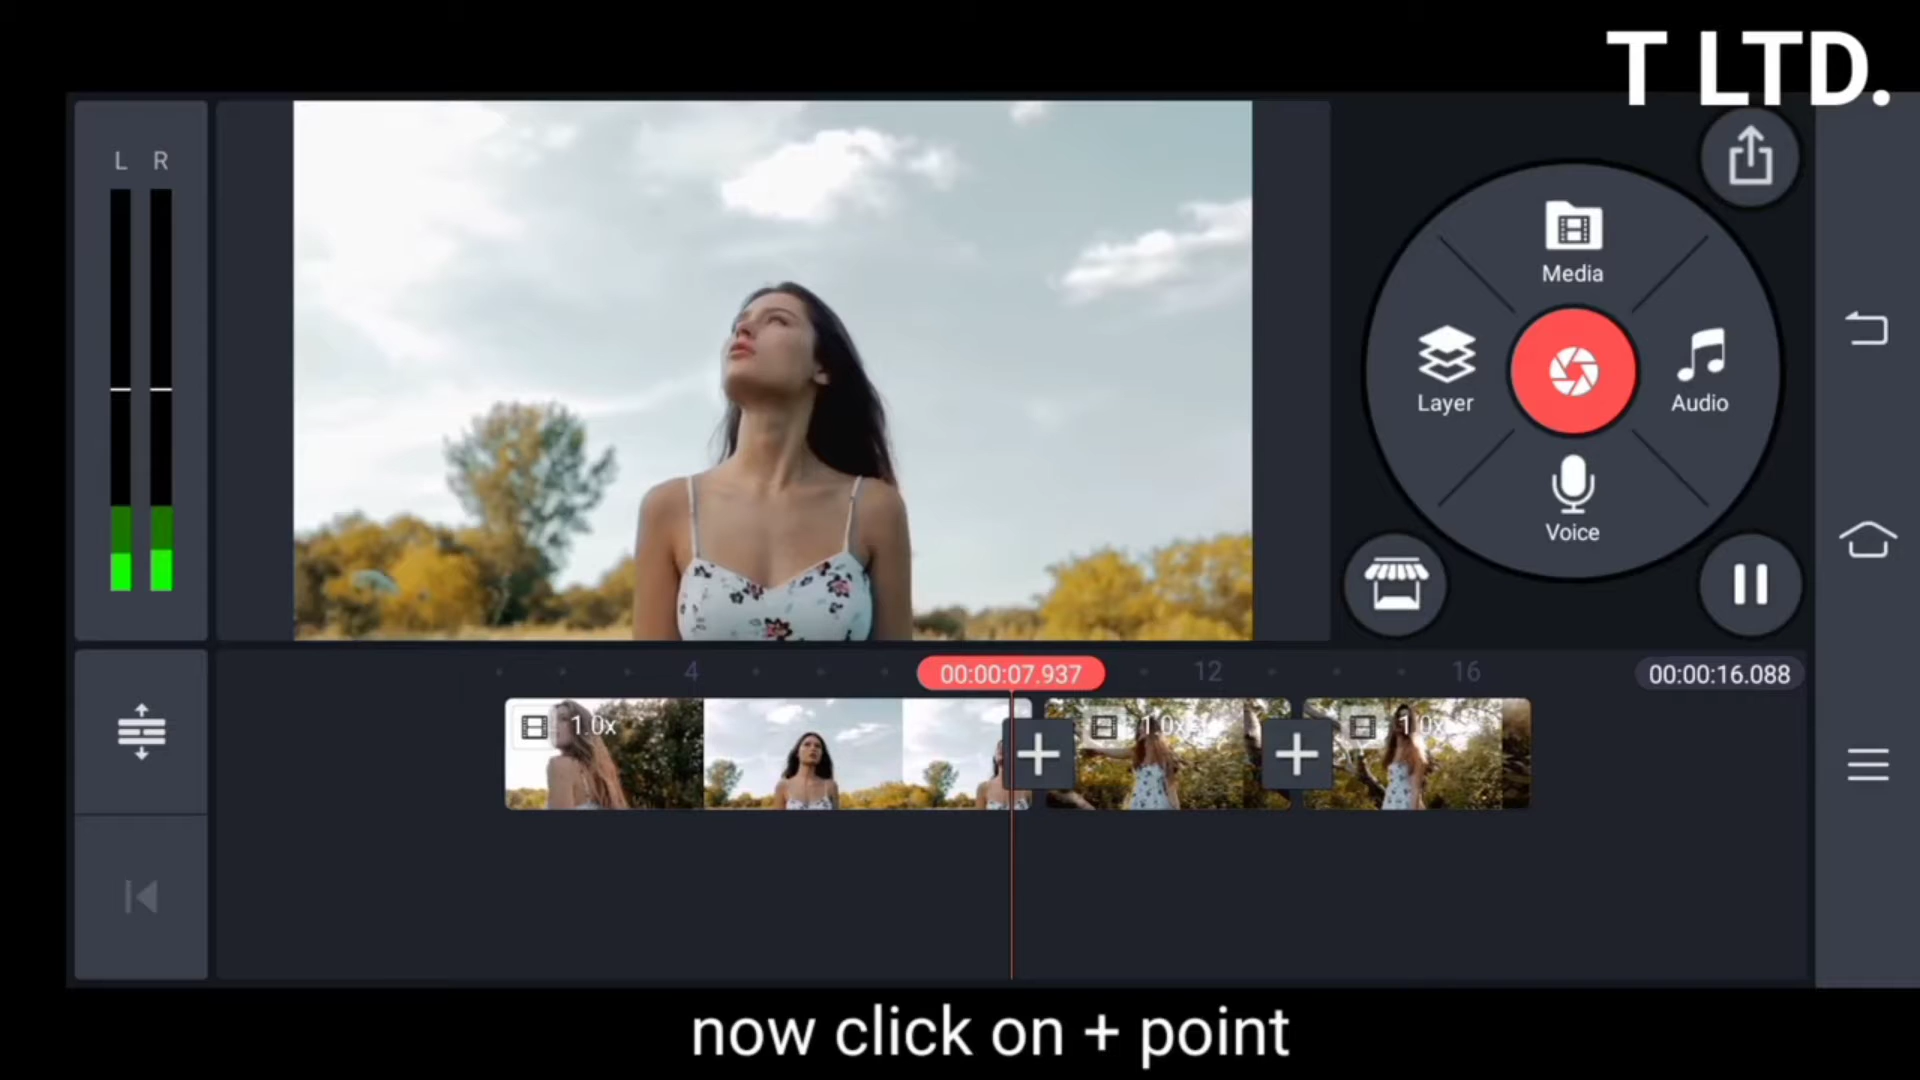 T LTD.
L R
Media
Layer
Audio
Voice
4
00:00:07.937
12
16
00:00:16.088
1.0x
1.0x
1.0x
now click on + point